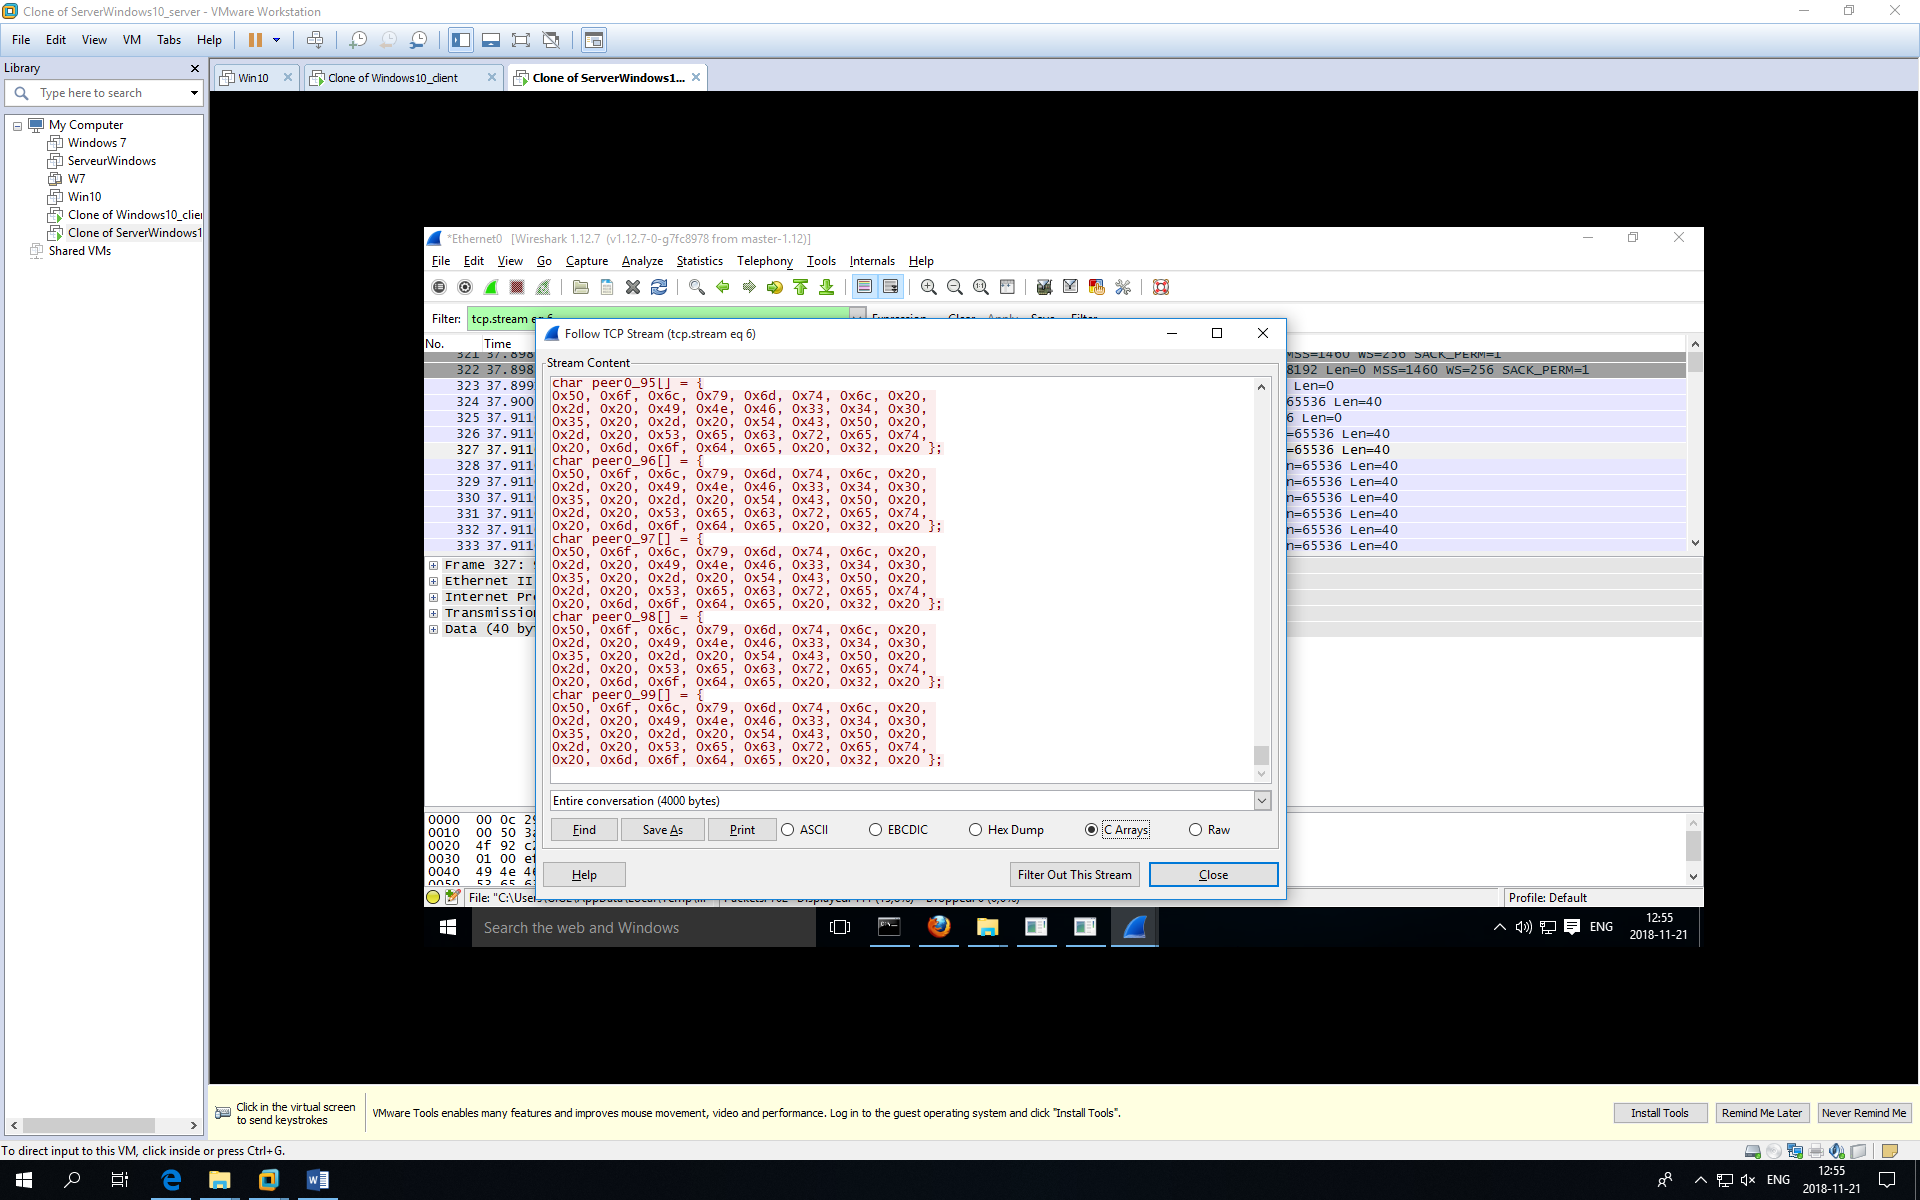 Clone of ServerWindows10_server - VMware Workstation
File Edit View VM Tabs Help
Library
Type here to search
My Computer
Windows 7
ServeurWindows
W7
Win10
Clone of Windows10_clie
Clone of ServerWindows1
Shared VMs
Win10
Clone of Windows10_client
Clone of ServerWindows1...
*Ethernet0 [Wireshark 1.12.7 (v1.12.7-0-g7fc8978 from master-1.12)]
File Edit View Go Capture Analyze Statistics Telephony Tools Internals Help
Filter: tcp.stream eq 6 Expression... Clear Apply Save Filter
No. Time
321 37.898 MSS=1460 WS=256 SACK_PERM=1
322 37.898 8192 Len=0 MSS=1460 WS=256 SACK_PERM=1
323 37.899 Len=0
324 37.900 65536 Len=40
325 37.911 6 Len=0
326 37.911 =65536 Len=40
327 37.911 =65536 Len=40
328 37.911 n=65536 Len=40
329 37.911 n=65536 Len=40
330 37.911 n=65536 Len=40
331 37.911 n=65536 Len=40
332 37.911 n=65536 Len=40
333 37.911 n=65536 Len=40
Frame 327:
Ethernet II
Internet Pr
Transmission
Data (40 by
Follow TCP Stream (tcp.stream eq 6)
Stream Content
char peer0_95[] = {
0x50, 0x6f, 0x6c, 0x79, 0x6d, 0x74, 0x6c, 0x20,
0x2d, 0x20, 0x49, 0x4e, 0x46, 0x33, 0x34, 0x30,
0x35, 0x20, 0x2d, 0x20, 0x54, 0x43, 0x50, 0x20,
0x2d, 0x20, 0x53, 0x65, 0x63, 0x72, 0x65, 0x74,
0x20, 0x6d, 0x6f, 0x64, 0x65, 0x20, 0x32, 0x20 };
char peer0_96[] = {
0x50, 0x6f, 0x6c, 0x79, 0x6d, 0x74, 0x6c, 0x20,
0x2d, 0x20, 0x49, 0x4e, 0x46, 0x33, 0x34, 0x30,
0x35, 0x20, 0x2d, 0x20, 0x54, 0x43, 0x50, 0x20,
0x2d, 0x20, 0x53, 0x65, 0x63, 0x72, 0x65, 0x74,
0x20, 0x6d, 0x6f, 0x64, 0x65, 0x20, 0x32, 0x20 };
char peer0_97[] = {
0x50, 0x6f, 0x6c, 0x79, 0x6d, 0x74, 0x6c, 0x20,
0x2d, 0x20, 0x49, 0x4e, 0x46, 0x33, 0x34, 0x30,
0x35, 0x20, 0x2d, 0x20, 0x54, 0x43, 0x50, 0x20,
0x2d, 0x20, 0x53, 0x65, 0x63, 0x72, 0x65, 0x74,
0x20, 0x6d, 0x6f, 0x64, 0x65, 0x20, 0x32, 0x20 };
char peer0_98[] = {
0x50, 0x6f, 0x6c, 0x79, 0x6d, 0x74, 0x6c, 0x20,
0x2d, 0x20, 0x49, 0x4e, 0x46, 0x33, 0x34, 0x30,
0x35, 0x20, 0x2d, 0x20, 0x54, 0x43, 0x50, 0x20,
0x2d, 0x20, 0x53, 0x65, 0x63, 0x72, 0x65, 0x74,
0x20, 0x6d, 0x6f, 0x64, 0x65, 0x20, 0x32, 0x20 };
char peer0_99[] = {
0x50, 0x6f, 0x6c, 0x79, 0x6d, 0x74, 0x6c, 0x20,
0x2d, 0x20, 0x49, 0x4e, 0x46, 0x33, 0x34, 0x30,
0x35, 0x20, 0x2d, 0x20, 0x54, 0x43, 0x50, 0x20,
0x2d, 0x20, 0x53, 0x65, 0x63, 0x72, 0x65, 0x74,
0x20, 0x6d, 0x6f, 0x64, 0x65, 0x20, 0x32, 0x20 };
Entire conversation (4000 bytes)
Find Save As Print ASCII EBCDIC Hex Dump C Arrays Raw
Help Filter Out This Stream Close
0000 00 0c 29
0010 00 50 3a
0020 4f 92 c2
0030 01 00 ef
0040 49 4e 46
0050 53 65 63
File: "C:\Users\
Profile: Default
Search the web and Windows
ENG
12:55
2018-11-21
Click in the virtual screen
to send keystrokes
VMware Tools enables many features and improves mouse movement, video and performance. Log in to the guest operating system and click "Install Tools".
Install Tools Remind Me Later Never Remind Me
To direct input to this VM, click inside or press Ctrl+G.
ENG
12:55
2018-11-21